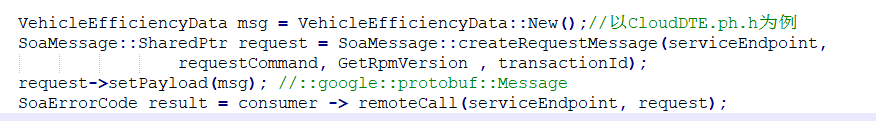 VehicleEfficiencyData msg = VehicleEfficiencyData::New();//以CloudDTE.ph.h为例
SoaMessage::SharedPtr request = SoaMessage::createRequestMessage(serviceEndpoint,
requestCommand, GetRpmVersion , transactionId);
request->setPayload(msg); //::google::protobuf::Message
SoaErrorCode result = consumer -> remoteCall(serviceEndpoint, request);